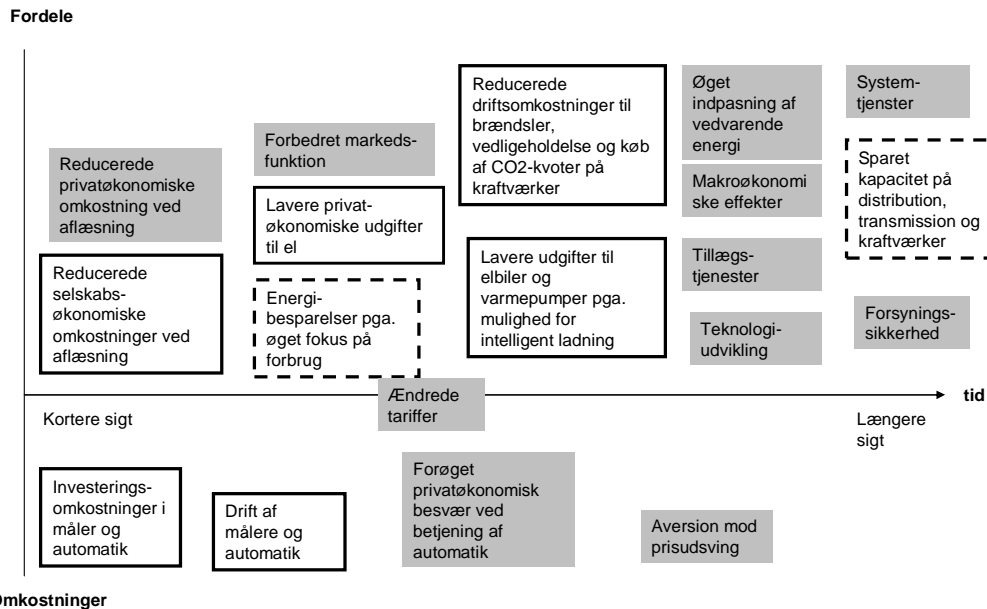 Fordele
Reducerede
privatøkonomiske
omkostning ved
aflæsning
Reducerede
selskabs-
økonomiske
omkostninger ved
aflæsning
Forbedret markeds-
funktion
Lavere privat-
økonomiske udgifter
til el
Energi-
besparelser pga.
øget fokus på
forbrug
Reducerede
driftsomkostninger til
brændsler,
vedligeholdelse og køb
af CO2-kvoter på
kraftværker
Lavere udgifter til
elbiler og
varmepumper pga.
mulighed for
intelligent ladning
Øget
indpasning af
vedvarende
energi
Makroøkonomi
ske effekter
Tillægs-
tjenester
Teknologi-
udvikling
System-
tjenster
Sparet
kapacitet på
distribution,
transmission og
kraftværker
Forsynings-
sikkerhed
Ændrede
tariffer
tid
Kortere sigt
Længere
sigt
Investerings-
omkostninger i
måler og
automatik
Drift af
målere og
automatik
Forøget
privatøkonomisk
besvær ved
betjening af
automatik
Aversion mod
prisudsving
Omkostninger